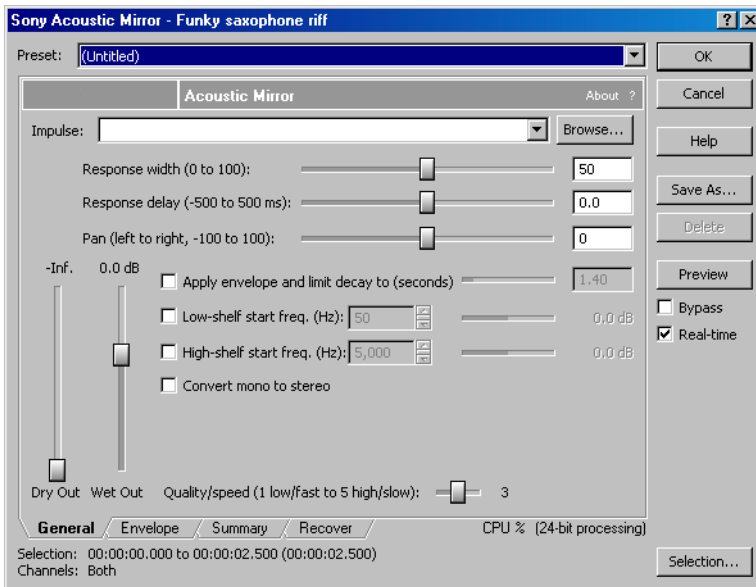 Sony Acoustic Mirror - Funky saxophone riff
Preset: (Untitled)
OK
Acoustic Mirror About ?
Cancel
Impulse: Browse...
Help
Response width (0 to 100): 50
Response delay (-500 to 500 ms): 0.0
Save As...
Pan (left to right, -100 to 100): 0
Delete
-Inf. 0.0 dB
Apply envelope and limit decay to (seconds) 1.40
Preview
Low-shelf start freq. (Hz): 50 0,0 dB
Bypass
Real-time
High-shelf start freq. (Hz): 5,000 0,0 dB
Convert mono to stereo
Dry Out Wet Out Quality/speed (1 low/fast to 5 high/slow): 3
General Envelope Summary Recover CPU % (24-bit processing)
Selection: 00:00:00.000 to 00:00:02.500 (00:00:02.500)
Channels: Both
Selection...